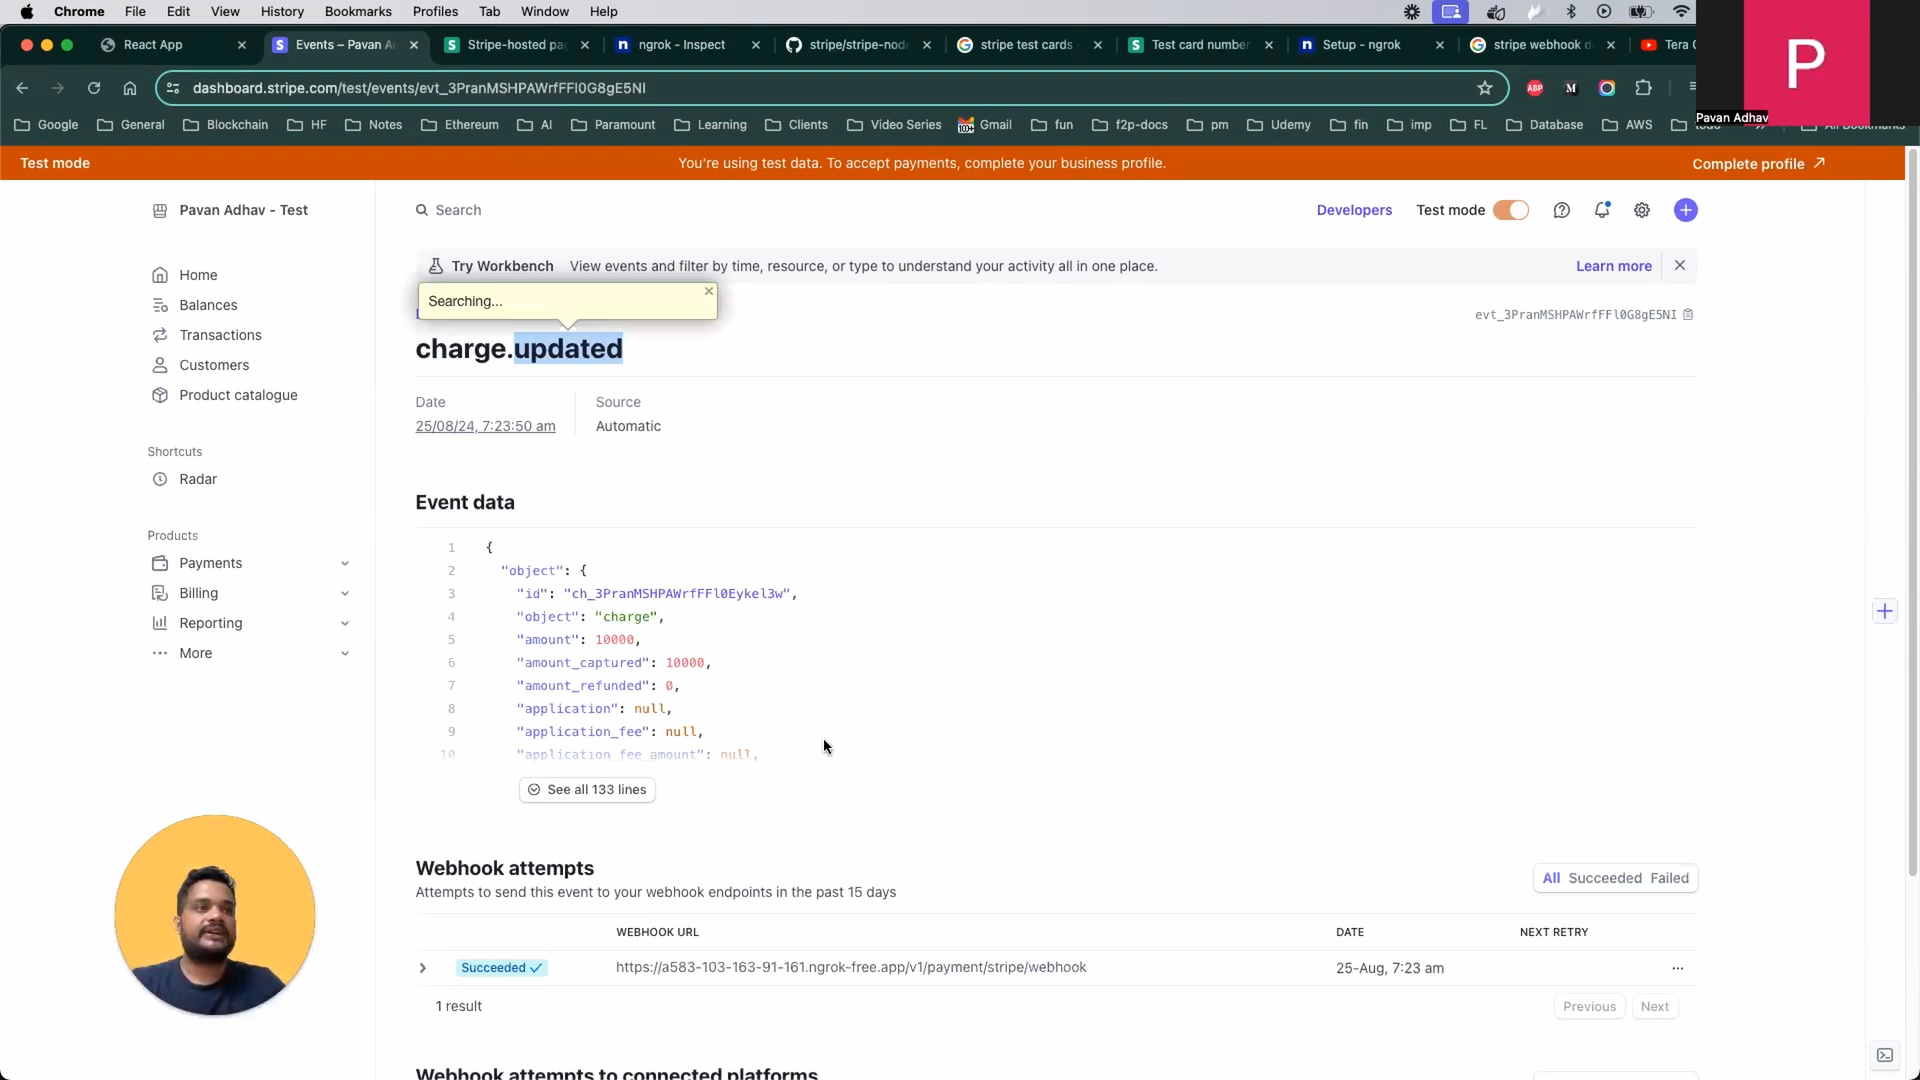 Chrome File Edit View History Bookmarks Profiles Tab Window Help
React App
Events – Pavan A
Stripe-hosted pa
ngrok - Inspect
stripe/stripe-nod
stripe test cards
Test card number
Setup - ngrok
stripe webhook d
Tera
dashboard.stripe.com/test/events/evt_3PranMSHPAWrfFFl0G8gE5NI
ABP
M
P
Pavan Adhav
Google General Blockchain HF Notes Ethereum AI Paramount Learning Clients Video Series Gmail fun f2p-docs pm Udemy fin imp FL Database AWS
All Bookmarks
Test mode
You're using test data. To accept payments, complete your business profile.
Complete profile
Pavan Adhav - Test
Search
Developers
Test mode
Try Workbench View events and filter by time, resource, or type to understand your activity all in one place.
Learn more
Home
Balances
Transactions
Customers
Product catalogue
Shortcuts
Radar
Products
Payments
Billing
Reporting
More
Searching...
evt_3PranMSHPAWrfFFl0G8gE5NI
charge.updated
Date
25/08/24, 7:23:50 am
Source
Automatic
Event data
1 {
2 "object": {
3 "id": "ch_3PranMSHPAWrfFFl0Eykel3w",
4 "object": "charge",
5 "amount": 10000,
6 "amount_captured": 10000,
7 "amount_refunded": 0,
8 "application": null,
9 "application_fee": null,
10 "application_fee_amount": null,
See all 133 lines
Webhook attempts
Attempts to send this event to your webhook endpoints in the past 15 days
All Succeeded Failed
WEBHOOK URL DATE NEXT RETRY
Succeeded https://a583-103-163-91-161.ngrok-free.app/v1/payment/stripe/webhook 25-Aug, 7:23 am
1 result
Previous Next
Webhook attempts to connected platforms